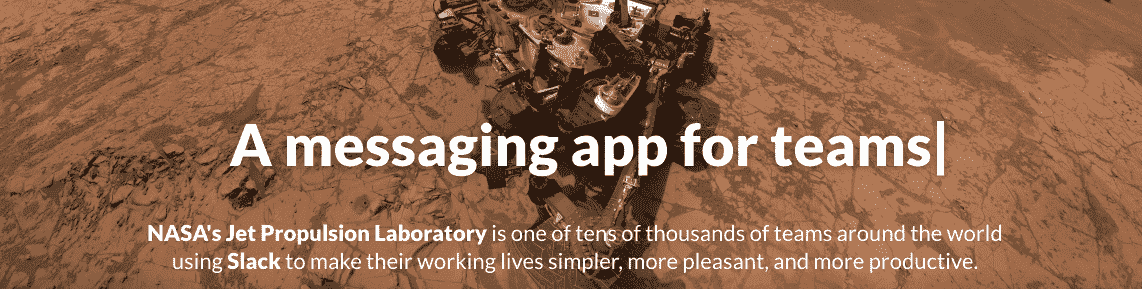 A messaging app for teams|
NASA's Jet Propulsion Laboratory is one of tens of thousands of teams around the world
using Slack to make their working lives simpler, more pleasant, and more productive.